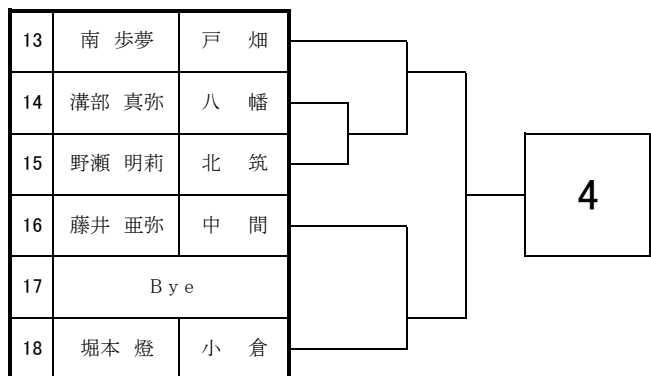 13 南 歩夢 戸 畑
14 溝部 真弥 八 幡
15 野瀬 明莉 北 筑
16 藤井 亜弥 中 間
17 Bye
18 堀本 燈 小 倉
4